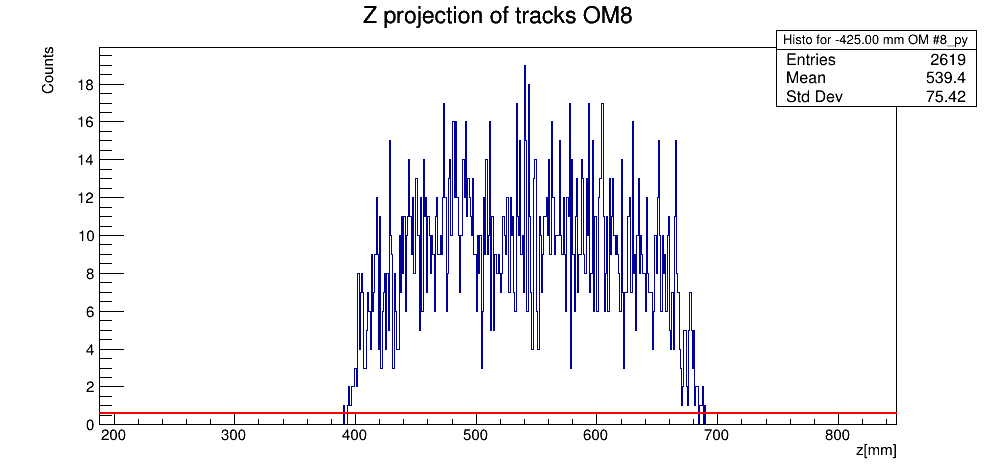 Z projection of tracks OM8
Histo for -425.00 mm OM #8_py
Entries 2619
Mean 539.4
Std Dev 75.42
Counts
18
16
14
12
10
8
6
4
2
0
200 300 400 500 600 700 800
z[mm]